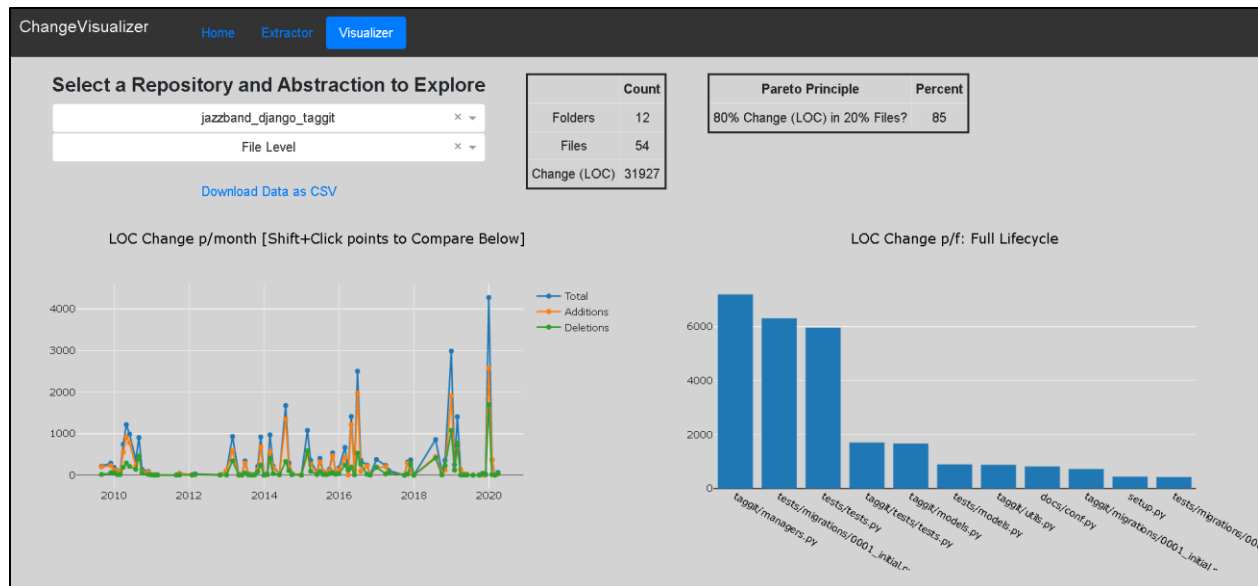 ChangeVisualizer Home Extractor Visualizer
Select a Repository and Abstraction to Explore
jazzband_django_taggit × 
File Level × 
Download Data as CSV
Count
Folders 12
Files 54
Change (LOC) 31927
Pareto Principle Percent
80% Change (LOC) in 20% Files? 85
LOC Change p/month [Shift+Click points to Compare Below]
4000
3000
2000
1000
0
2010 2012 2014 2016 2018 2020
Total
Additions
Deletions
LOC Change p/f: Full Lifecycle
6000
4000
2000
0
taggit/managers.py
tests/migrations/0001_initial.
tests/tests.py
taggit/tests/tests.py
taggit/models.py
tests/models.py
taggit/utils.py
docs/conf.py
taggit/migrations/0001_initial.
setup.py
tests/migrations/